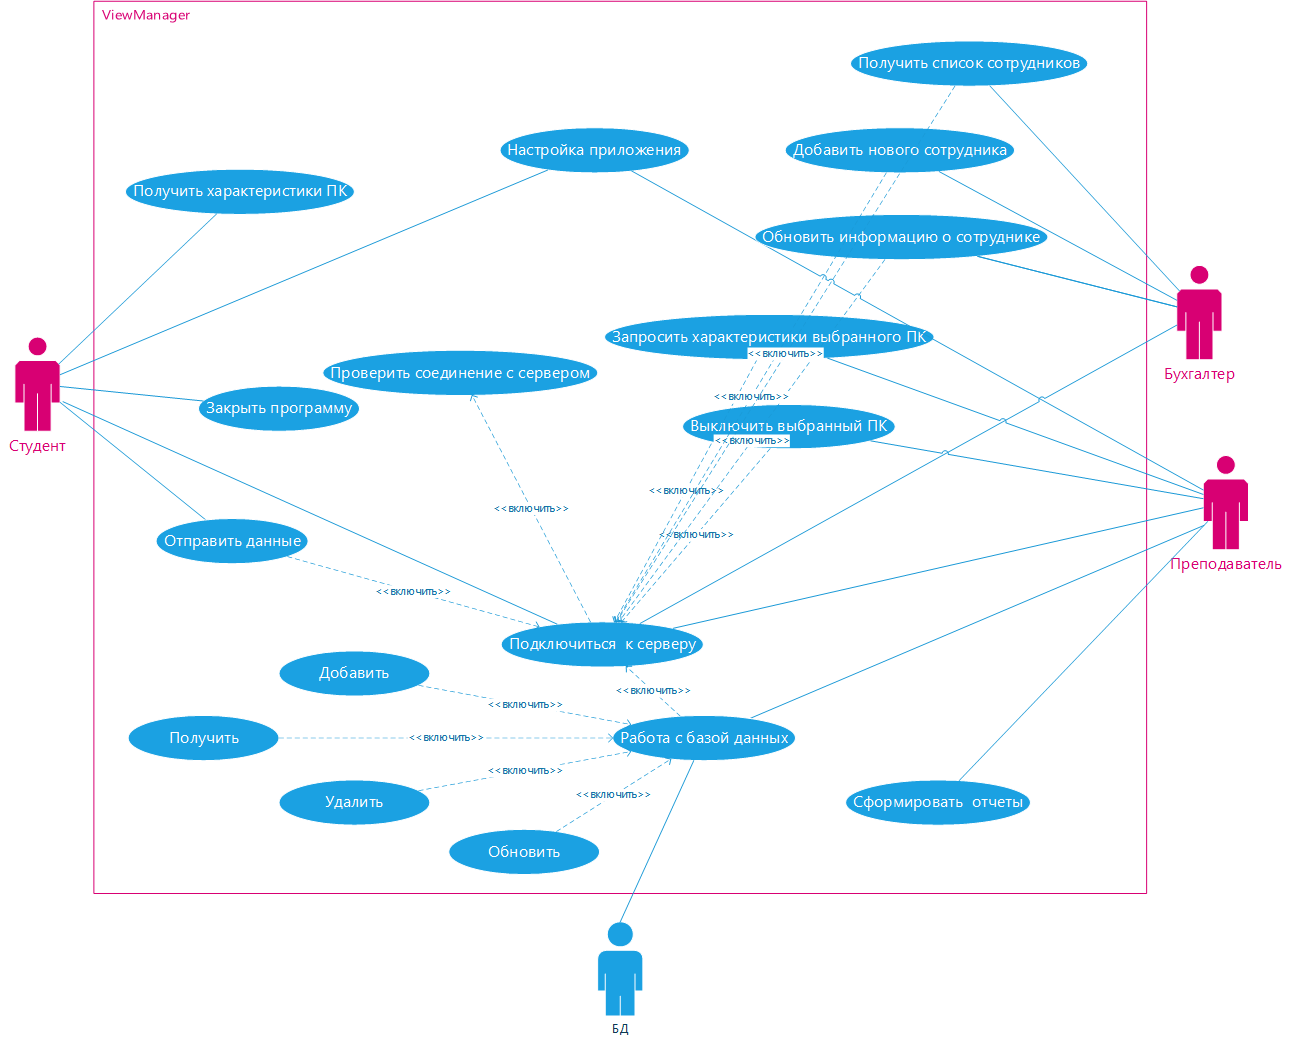 ViewManager
Получить список сотрудников
Настройка приложения
Добавить нового сотрудника
Получить характеристики ПК
Обновить информацию о сотруднике
Запросить характеристики выбранного ПК
<<включить>>
Проверить соединение с сервером
Бухгалтер
<<включить>>
Закрыть программу
Выключить выбранный ПК
<<включить>>
Студент
<<включить>>
<<включить>>
<<включить>>
Отправить данные
Преподаватель
<<включить>>
Подключиться к серверу
Добавить
<<включить>>
<<включить>>
Получить
<<включить>>
Работа с базой данных
<<включить>>
<<включить>>
Удалить
Сформировать отчеты
Обновить
БД